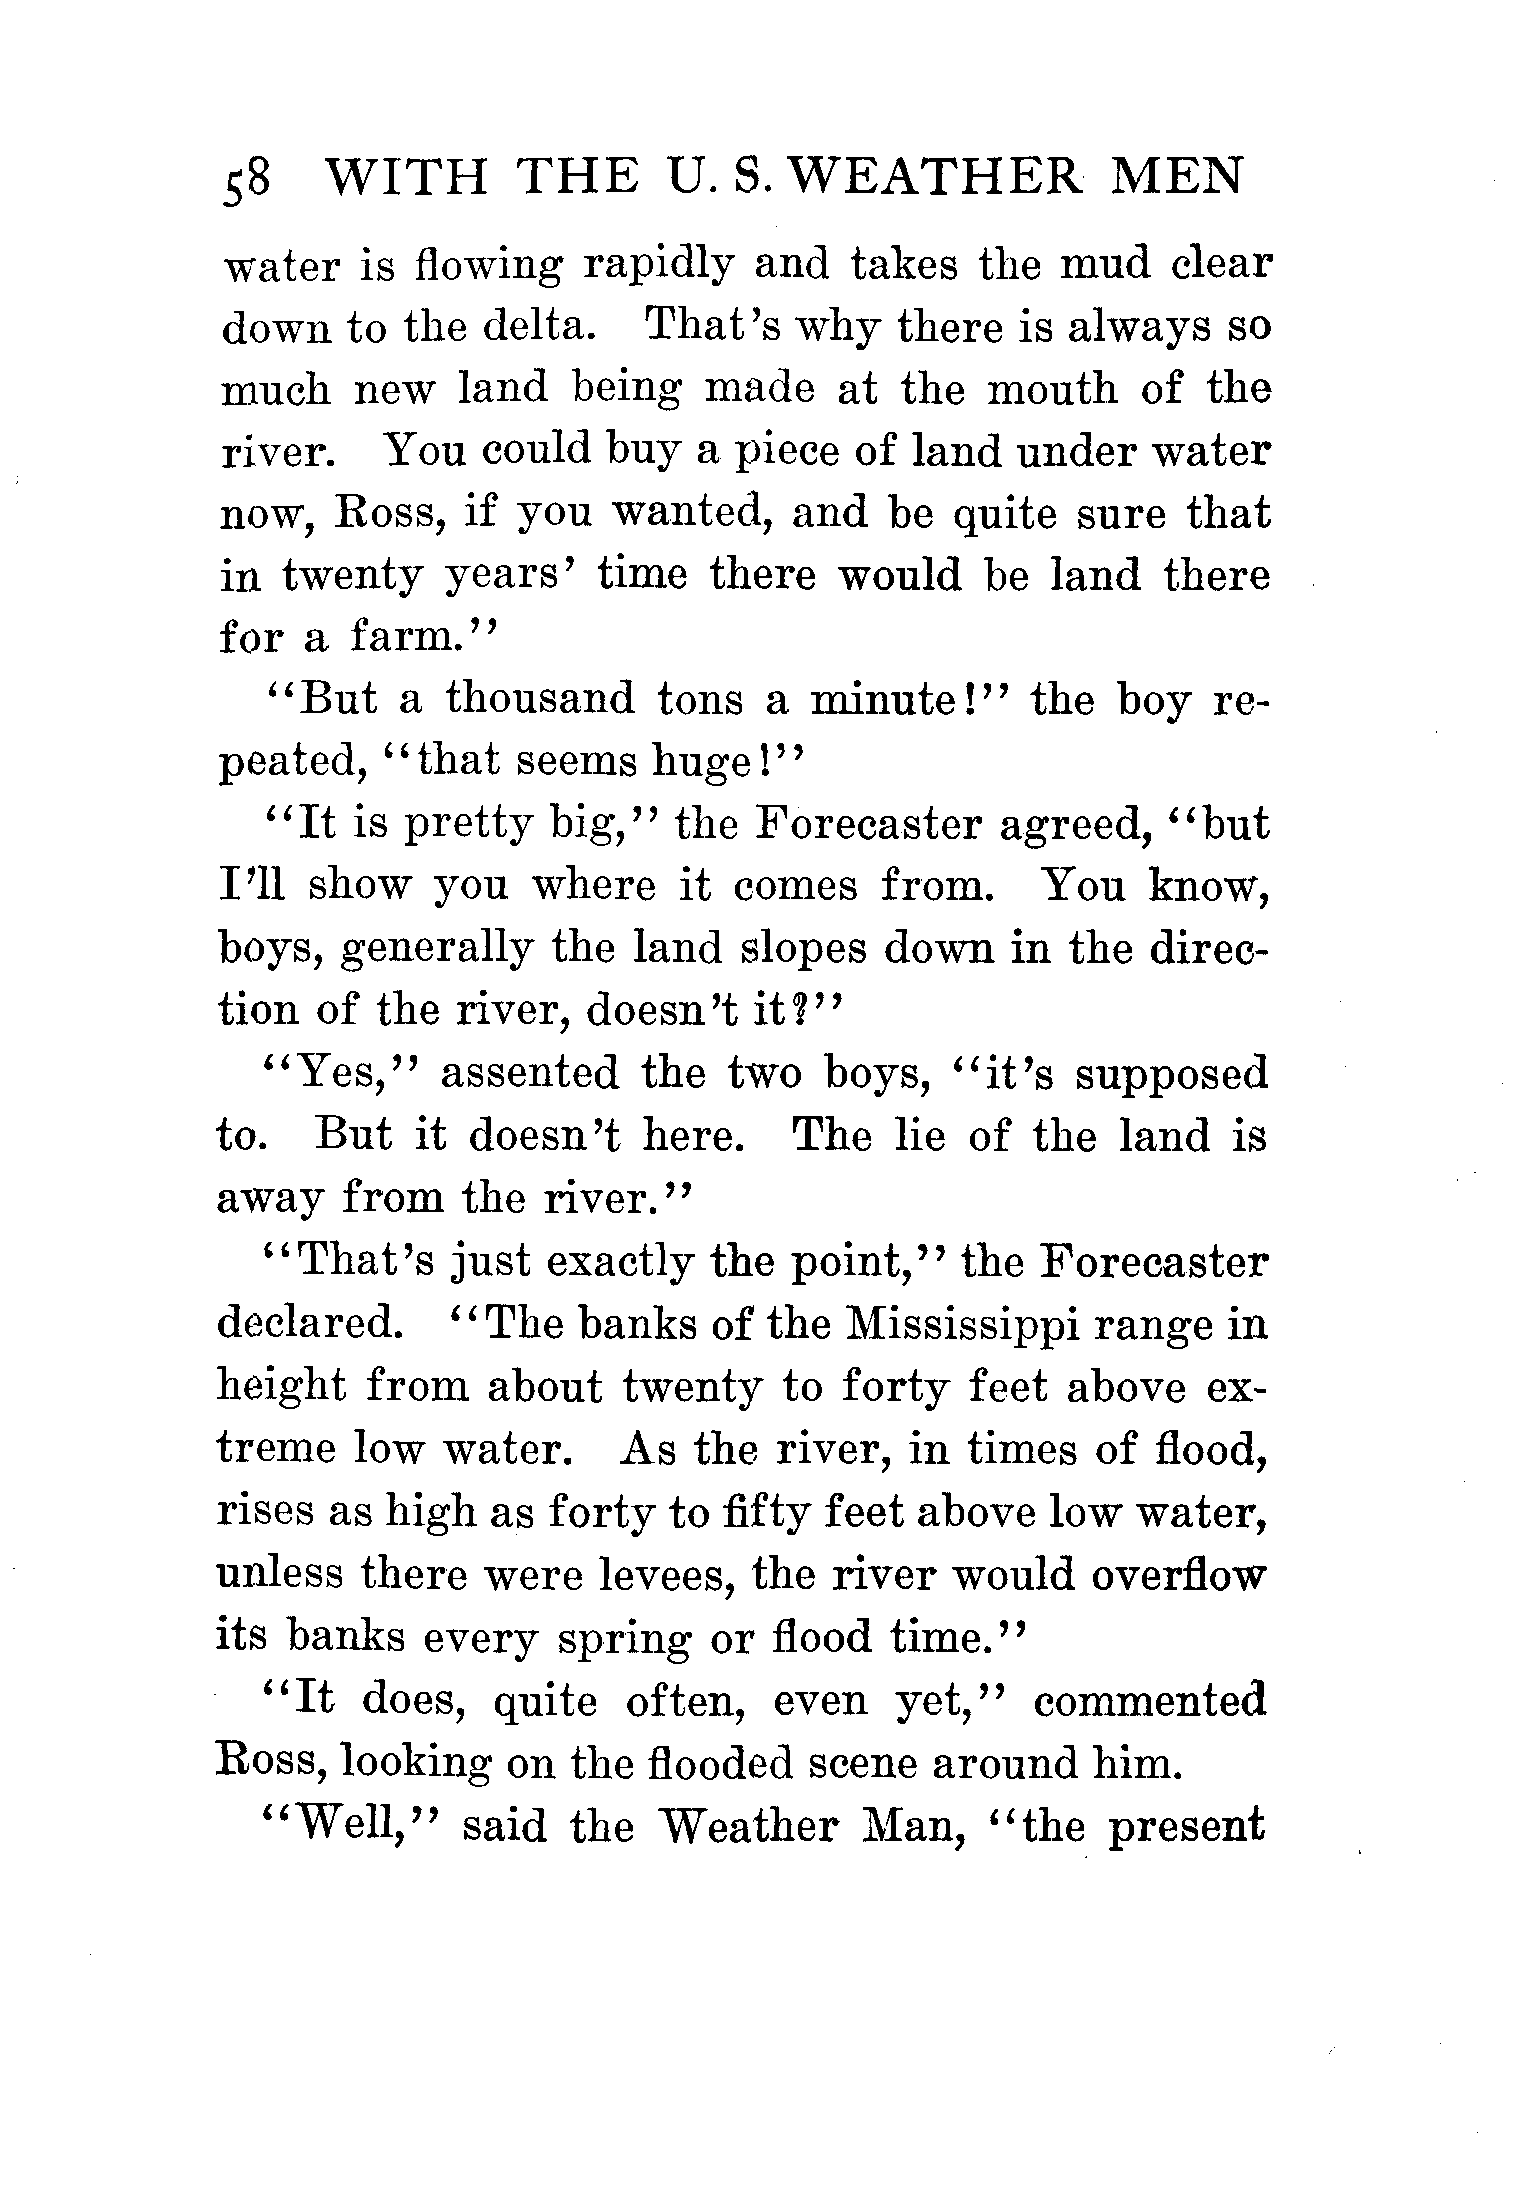 58 WITH THE U. S. WEATHER MEN
water is flowing rapidly and takes the mud clear
down to the delta. That's why there is always so
much new land being made at the mouth of the
river. You could buy a piece of land under water
now, Ross, if you wanted, and be quite sure that
in twenty years' time there would be land there
for a farm."
"But a thousand tons a minute!" the boy re-
peated, "that seems huge!"
"It is pretty big," the Forecaster agreed, "but
I'll show you where it comes from. You know,
boys, generally the land slopes down in the direc-
tion of the river, doesn't it?"
"Yes," assented the two boys, "it's supposed
to. But it doesn't here. The lie of the land is
away from the river."
"That's just exactly the point," the Forecaster
declared. "The banks of the Mississippi range in
height from about twenty to forty feet above ex-
treme low water. As the river, in times of flood,
rises as high as forty to fifty feet above low water,
unless there were levees, the river would overflow
its banks every spring or flood time."
"It does, quite often, even yet," commented
Ross, looking on the flooded scene around him.
"Well," said the Weather Man, "the present